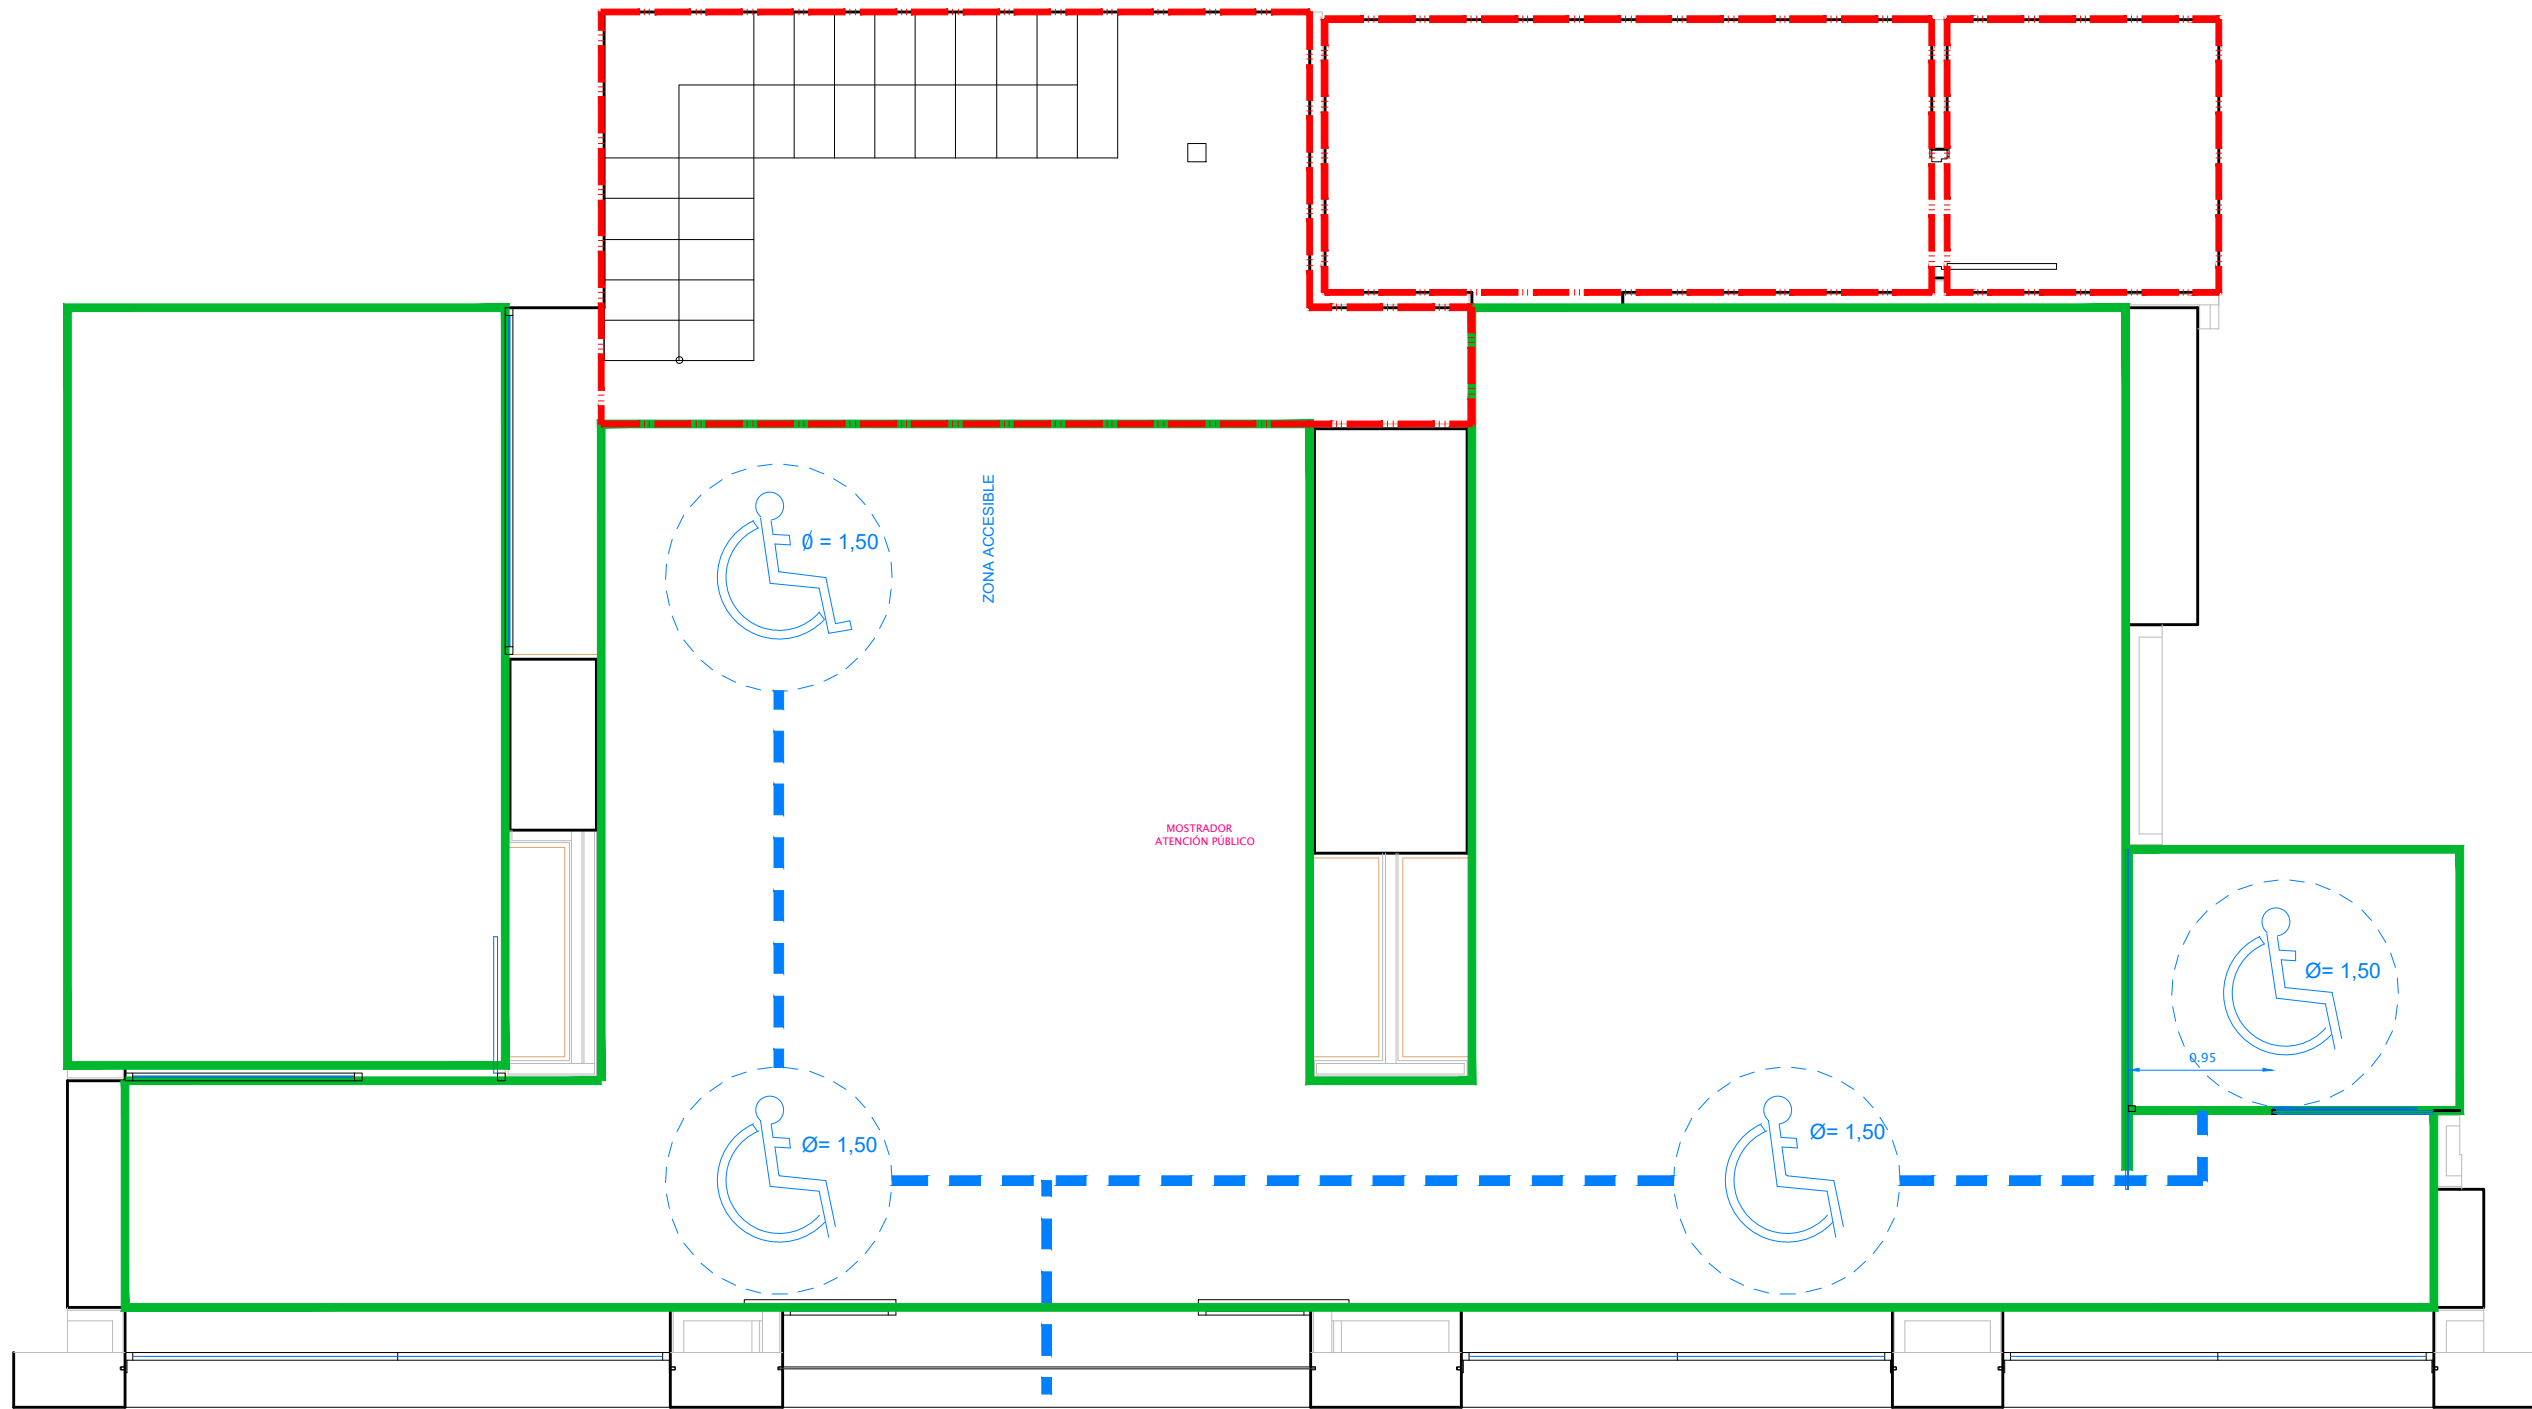 Ø = 1,50
ZONA ACCESIBLE
MOSTRADOR
ATENCIÓN PÚBLICO
Ø= 1,50
0.95
Ø= 1,50
Ø= 1,50